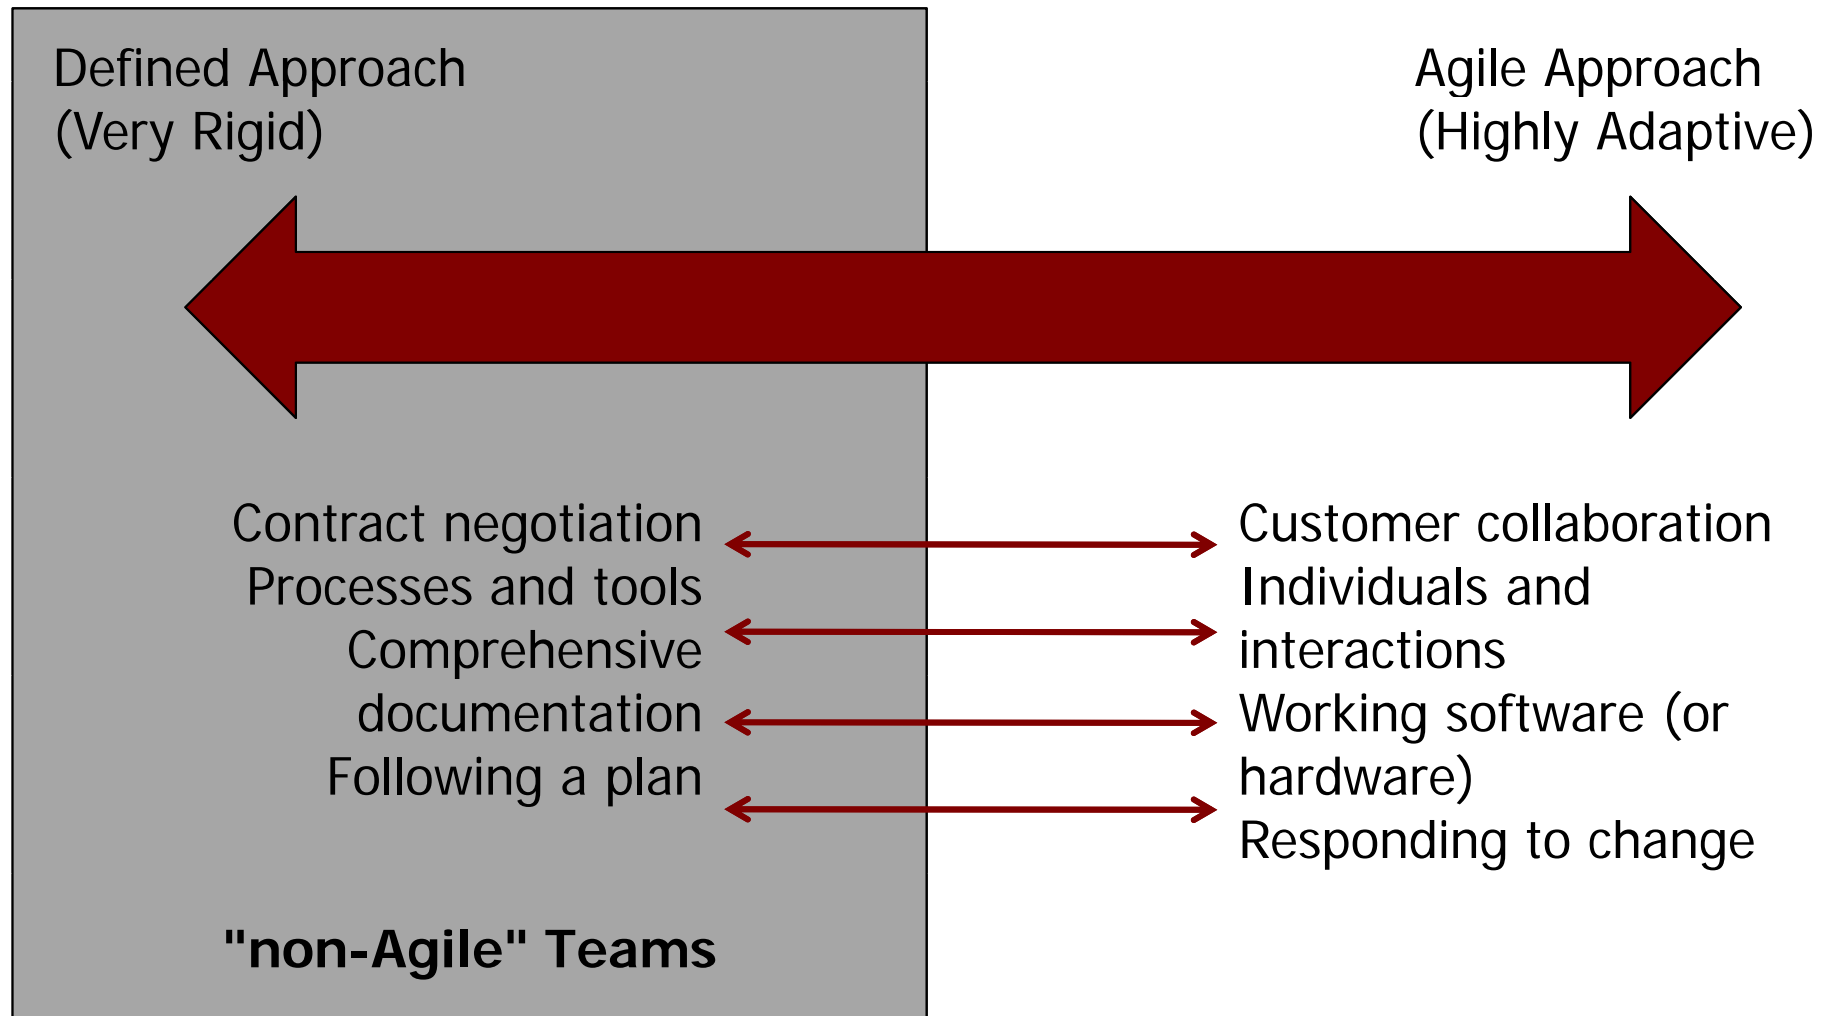 Defined Approach
(Very Rigid)
Agile Approach
(Highly Adaptive)
Contract negotiation
Processes and tools
Comprehensive
documentation
Following a plan
Customer collaboration
Individuals and
interactions
Working software (or
hardware)
Responding to change
"non-Agile" Teams